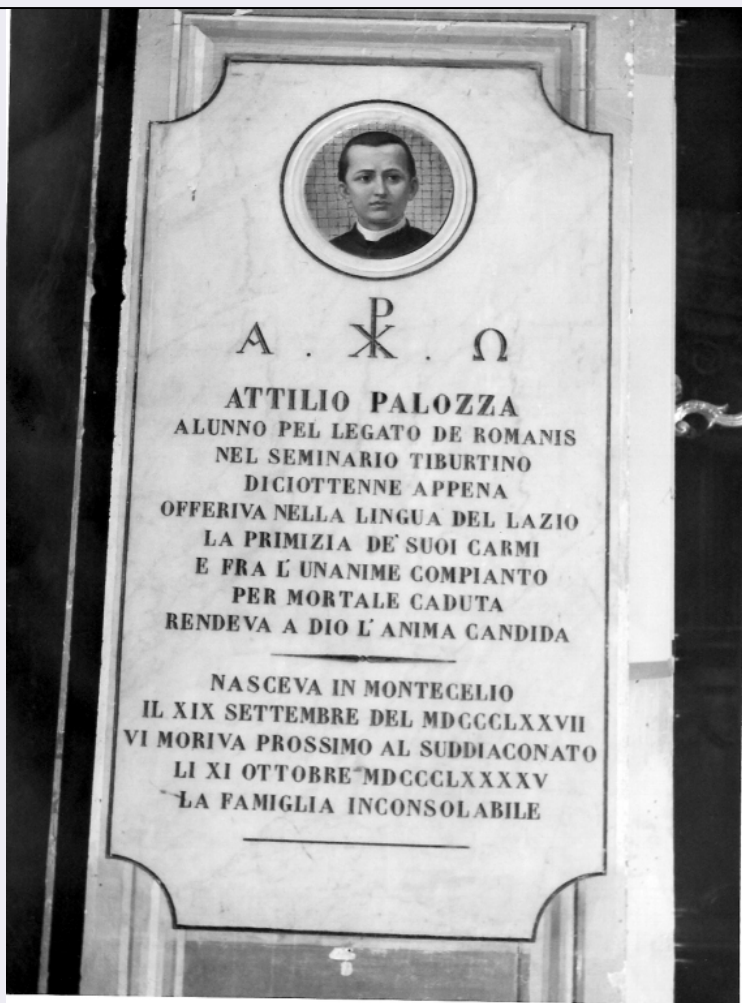 Α . ☧ . Ω
ATTILIO PALOZZA
ALUNNO PEL LEGATO DE ROMANIS
NEL SEMINARIO TIBURTINO
DICIOTTENNE APPENA
OFFERIVA NELLA LINGUA DEL LAZIO
LA PRIMIZIA DE' SUOI CARMI
E FRA L' UNANIME COMPIANTO
PER MORTALE CADUTA
RENDEVA A DIO L' ANIMA CANDIDA
NASCEVA IN MONTECELIO
IL XIX SETTEMBRE DEL MDCCCLXXVII
VI MORIVA PROSSIMO AL SUDDIACONATO
LI XI OTTOBRE MDCCCLXXXXV
LA FAMIGLIA INCONSOLABILE